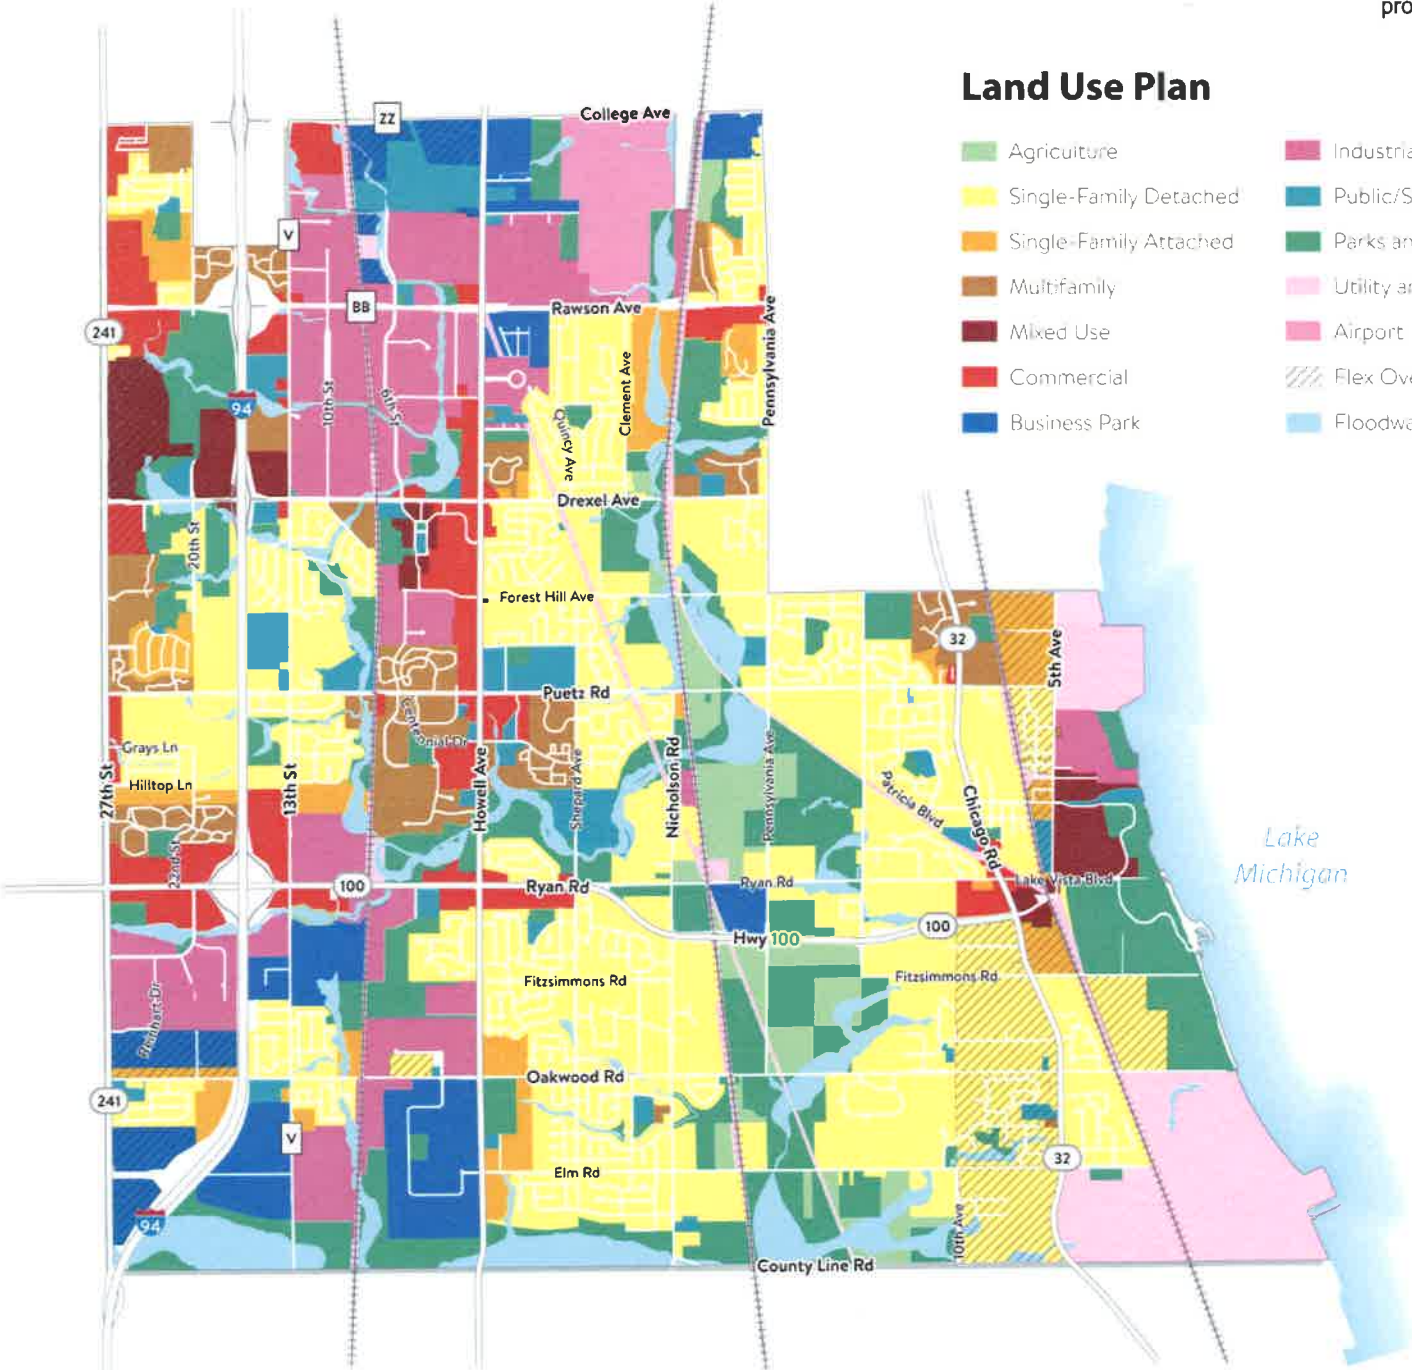 pro
Land Use Plan
Agriculture
Single-Family Detached
Single-Family Attached
Multifamily
Mixed Use
Commercial
Business Park
Industria
Public/S
Parks an
Utility an
Airport
Flex Ove
Floodwa
College Ave
ZZ
V
BB
Rawson Ave
241
94
10th St
6th St
Clement Ave
Quincy Ave
Pennsylvania Ave
Drexel Ave
20th St
Forest Hill Ave
32
5th Ave
Puetz Rd
Centennial Dr
Grays Ln
Hilltop Ln
27th St
13th St
Howell Ave
Shepard Ave
Nicholson Rd
Pennsylvania Ave
Patricia Blvd
Chicago Rd
Lake
Michigan
22nd St
100
Ryan Rd
Ryan Rd
Lake Vista Blvd
Hwy 100
100
Fitzsimmons Rd
Fitzsimmons Rd
Reinhart Dr
Oakwood Rd
241
V
Elm Rd
32
94
10th Ave
County Line Rd